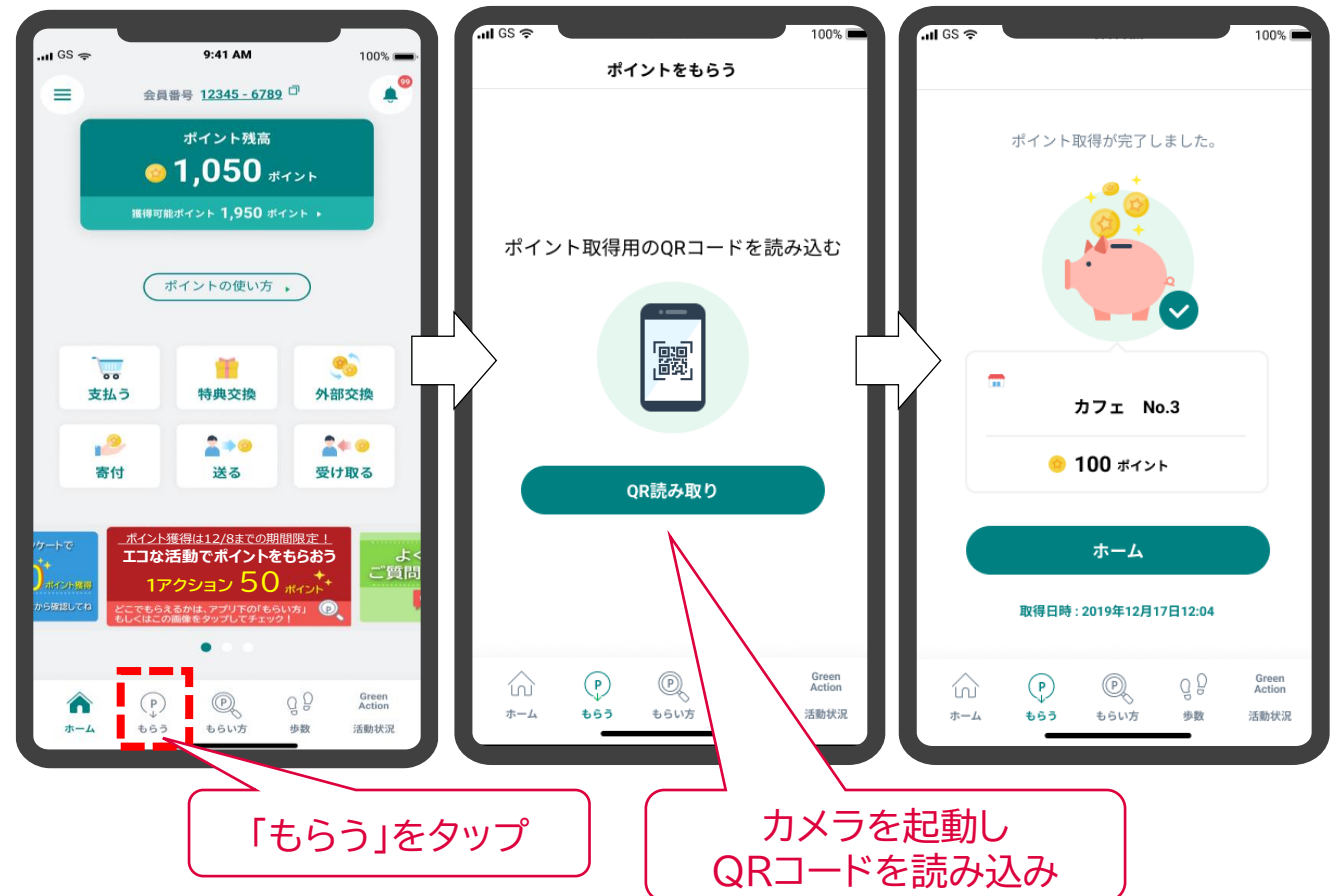 GS
9:41 AM
100%
会員番号 12345 - 6789
99
ポイント残高
1,050 ポイント
獲得可能ポイント 1,950 ポイント
ポイントの使い方
支払う
特典交換
外部交換
寄付
送る
受け取る
ケートで
ポイント獲得
から確認してね
ポイント獲得は12/8までの期間限定！
エコな活動でポイントをもらおう
1アクション 50 ポイント
どこでもらえるかは、アプリ下の「もらい方」
もしくはこの画像をタップしてチェック！
P
よく
ご質問
P
P
Green
Action
ホーム
もらう
もらい方
歩数
活動状況
「もらう」をタップ
GS
100%
ポイントをもらう
ポイント取得用のQRコードを読み込む
QR読み取り
P
P
Green
Action
ホーム
もらう
もらい方
活動状況
カメラを起動し
QRコードを読み込み
GS
100%
ポイント取得が完了しました。
カフェ No.3
100 ポイント
ホーム
取得日時 : 2019年12月17日12:04
P
P
Green
Action
ホーム
もらう
もらい方
歩数
活動状況